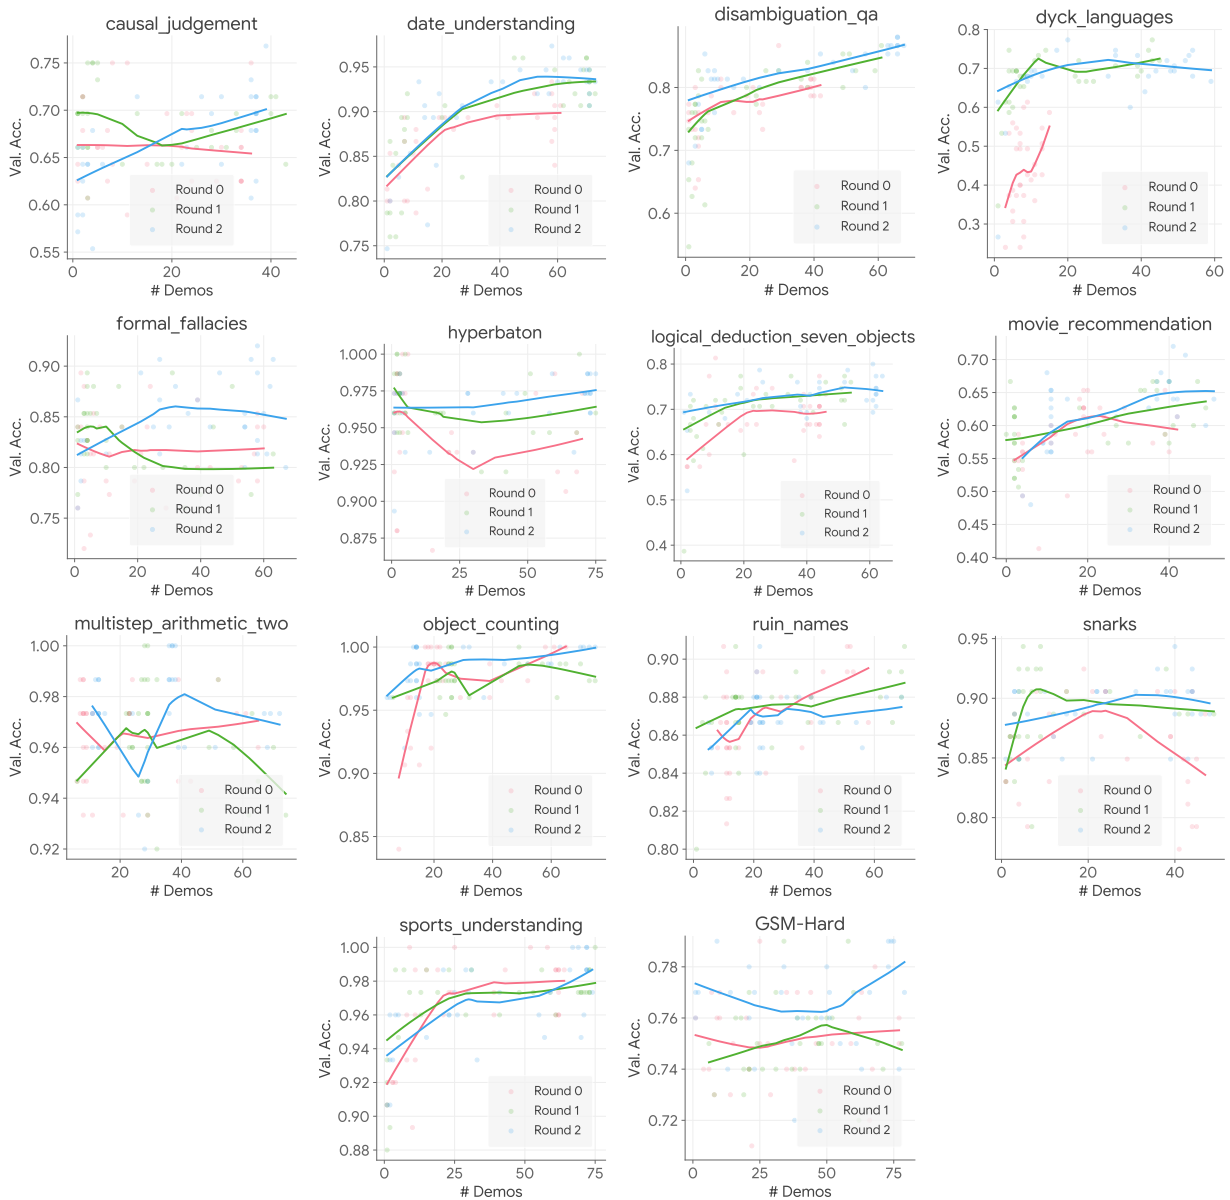 causal_judgement
Val. Acc.
0.75
0.70
0.65
0.60
0.55
Round 0
Round 1
Round 2
0 20 40
# Demos
date_understanding
Val. Acc.
0.95
0.90
0.85
0.80
0.75
Round 0
Round 1
Round 2
0 20 40 60
# Demos
disambiguation_qa
Val. Acc.
0.8
0.7
0.6
Round 0
Round 1
Round 2
0 20 40 60
# Demos
dyck_languages
Val. Acc.
0.8
0.7
0.6
0.5
0.4
0.3
Round 0
Round 1
Round 2
0 20 40 60
# Demos
formal_fallacies
Val. Acc.
0.90
0.85
0.80
0.75
Round 0
Round 1
Round 2
0 20 40 60
# Demos
hyperbaton
Val. Acc.
1.000
0.975
0.950
0.925
0.900
0.875
Round 0
Round 1
Round 2
0 25 50 75
# Demos
logical_deduction_seven_objects
Val. Acc.
0.8
0.7
0.6
0.5
0.4
Round 0
Round 1
Round 2
0 20 40 60
# Demos
movie_recommendation
Val. Acc.
0.70
0.65
0.60
0.55
0.50
0.45
0.40
Round 0
Round 1
Round 2
0 20 40
# Demos
multistep_arithmetic_two
Val. Acc.
1.00
0.98
0.96
0.94
0.92
Round 0
Round 1
Round 2
20 40 60
# Demos
object_counting
Val. Acc.
1.00
0.95
0.90
0.85
Round 0
Round 1
Round 2
20 40 60
# Demos
ruin_names
Val. Acc.
0.90
0.88
0.86
0.84
0.82
0.80
Round 0
Round 1
Round 2
0 20 40 60
# Demos
snarks
Val. Acc.
0.95
0.90
0.85
0.80
Round 0
Round 1
Round 2
0 20 40
# Demos
sports_understanding
Val. Acc.
1.00
0.98
0.96
0.94
0.92
0.90
0.88
Round 0
Round 1
Round 2
0 25 50 75
# Demos
GSM-Hard
Val. Acc.
0.78
0.76
0.74
0.72
Round 0
Round 1
Round 2
0 25 50 75
# Demos